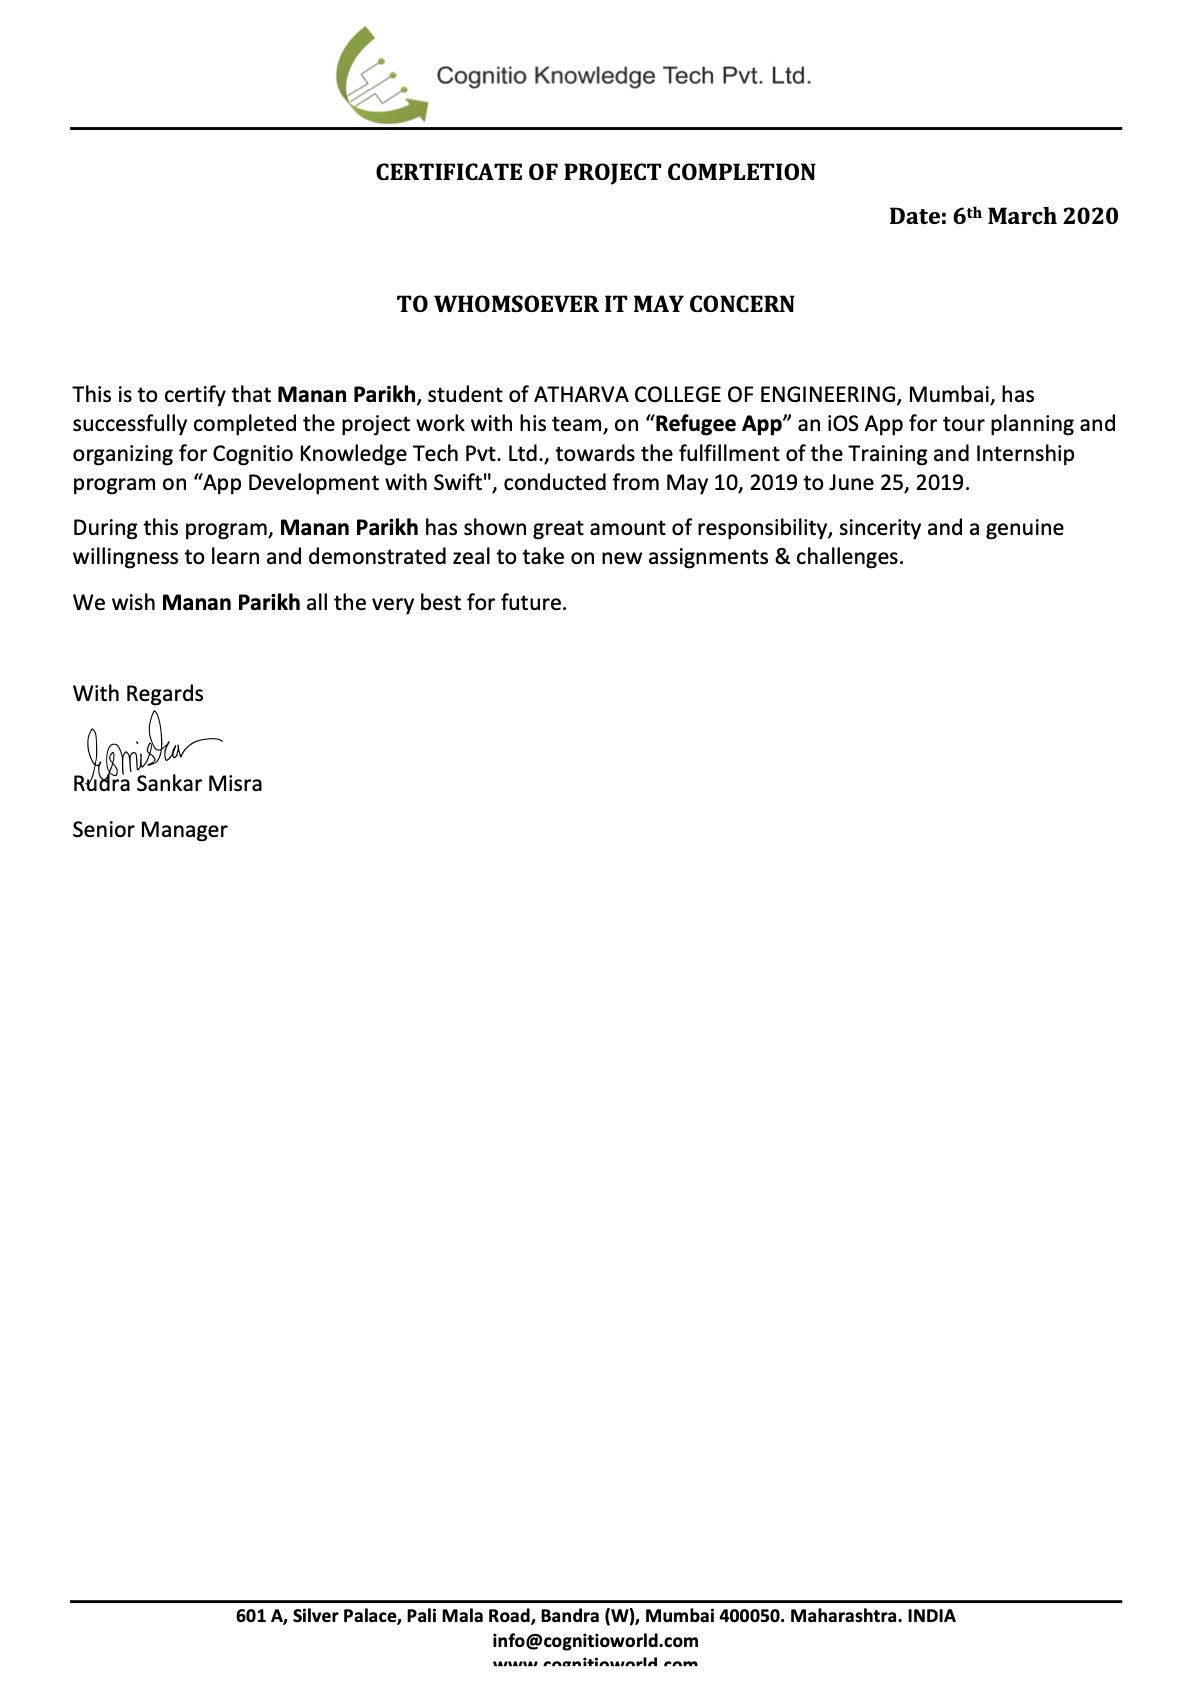 Cognitio Knowledge Tech Pvt. Ltd.
CERTIFICATE OF PROJECT COMPLETION
Date: 6th March 2020
TO WHOMSOEVER IT MAY CONCERN
This is to certify that Manan Parikh, student of ATHARVA COLLEGE OF ENGINEERING, Mumbai, has
successfully completed the project work with his team, on “Refugee App” an iOS App for tour planning and
organizing for Cognitio Knowledge Tech Pvt. Ltd., towards the fulfillment of the Training and Internship
program on “App Development with Swift", conducted from May 10, 2019 to June 25, 2019.
During this program, Manan Parikh has shown great amount of responsibility, sincerity and a genuine
willingness to learn and demonstrated zeal to take on new assignments & challenges.
We wish Manan Parikh all the very best for future.
With Regards
Rudra Sankar Misra
Senior Manager
601 A, Silver Palace, Pali Mala Road, Bandra (W), Mumbai 400050. Maharashtra. INDIA
info@cognitioworld.com
www.cognitioworld.com